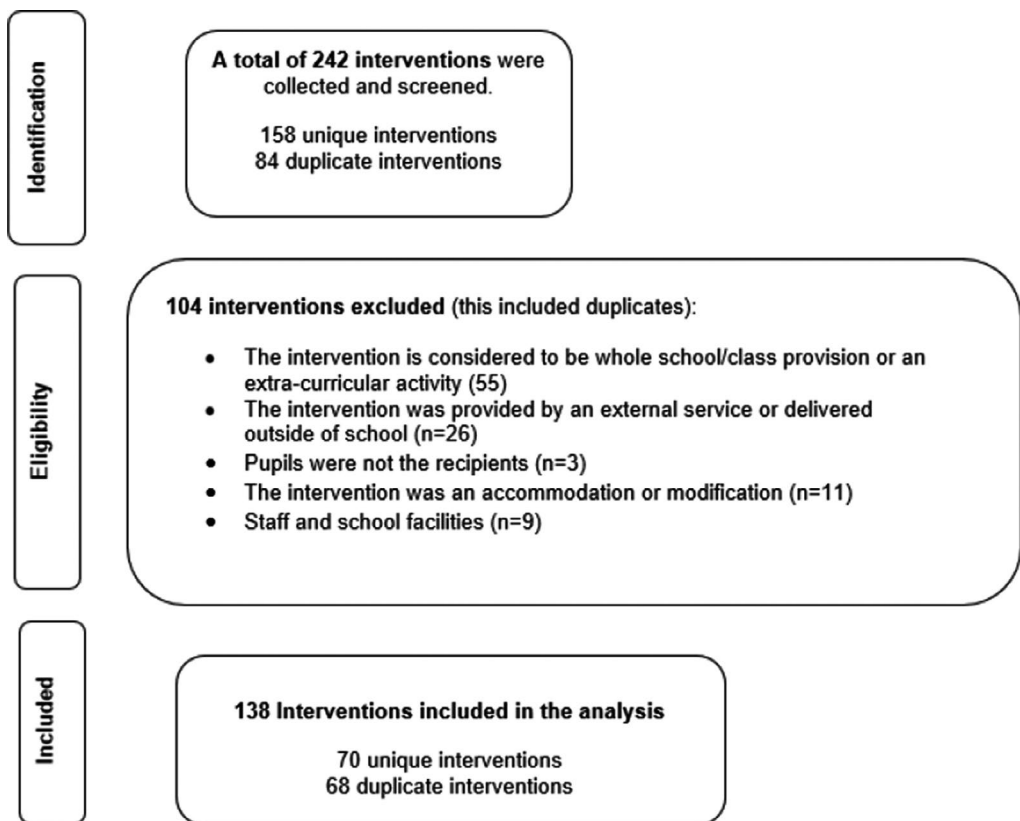 Identification
A total of 242 interventions were
collected and screened.
158 unique interventions
84 duplicate interventions
Eligibility
104 interventions excluded (this included duplicates):
• The intervention is considered to be whole school/class provision or an
extra-curricular activity (55)
• The intervention was provided by an external service or delivered
outside of school (n=26)
• Pupils were not the recipients (n=3)
• The intervention was an accommodation or modification (n=11)
• Staff and school facilities (n=9)
Included
138 Interventions included in the analysis
70 unique interventions
68 duplicate interventions